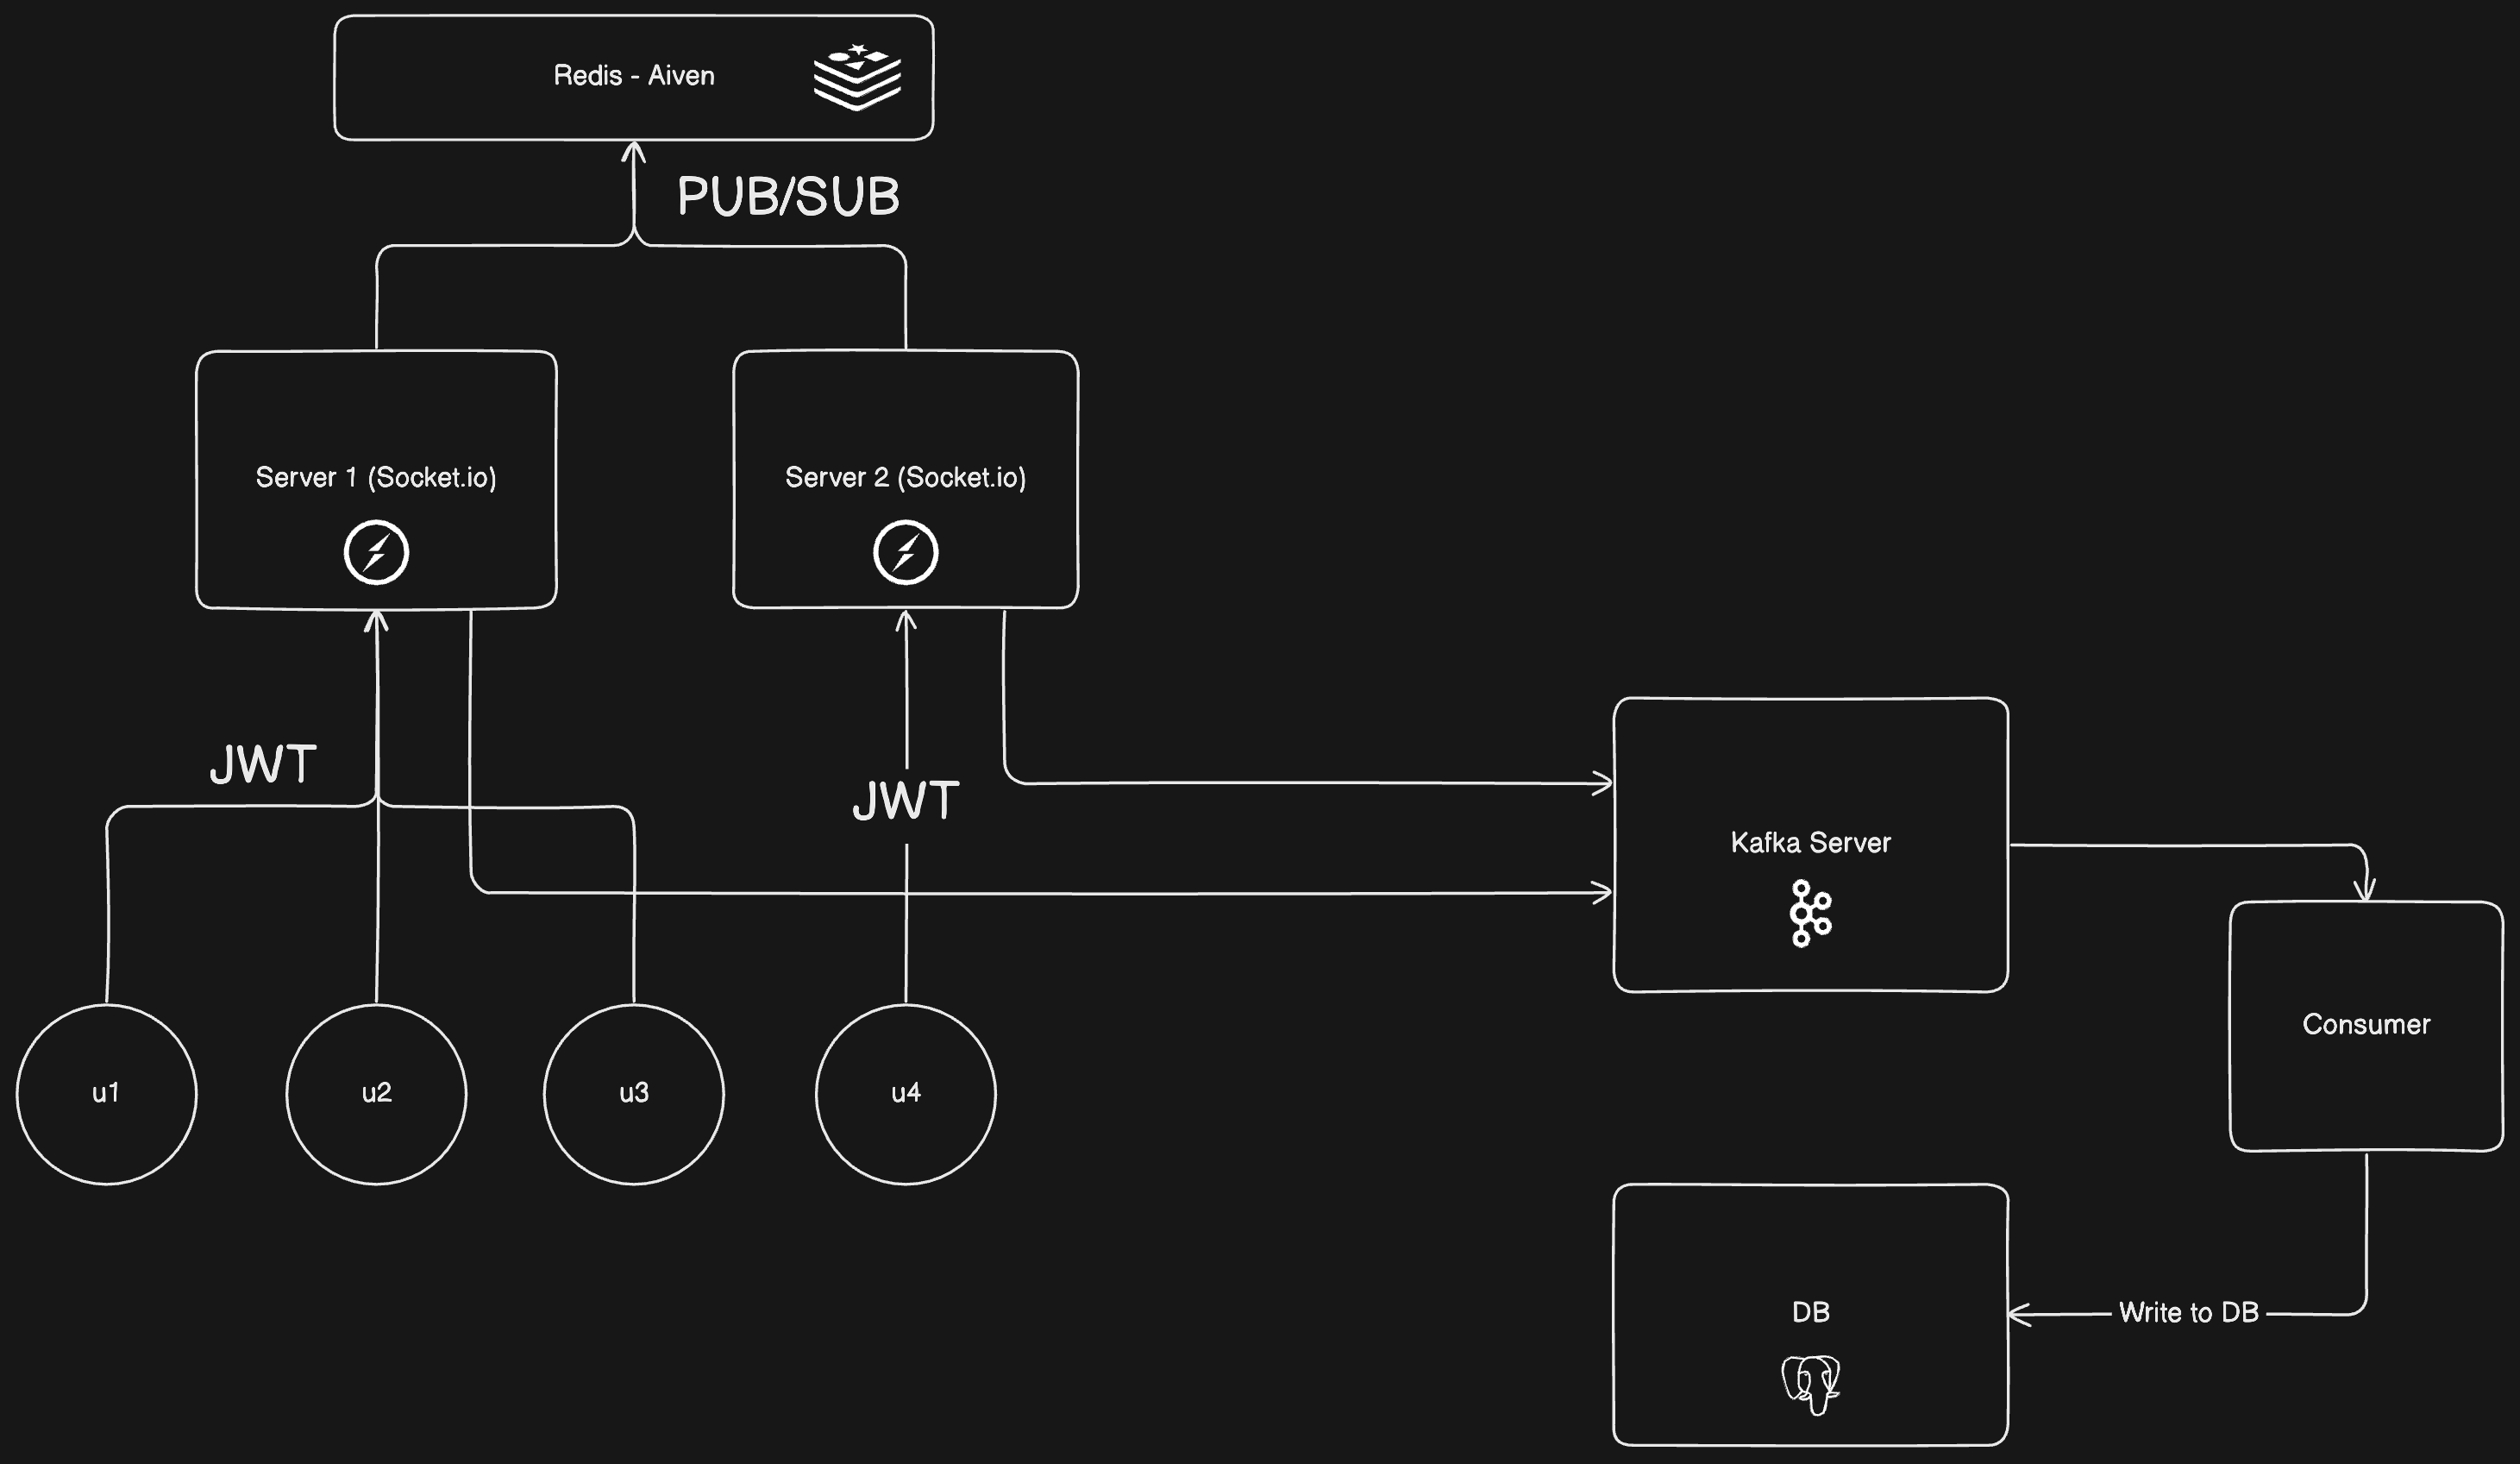 Redis - Aiven
PUB/SUB
Server 1 (Socket.io)
Server 2 (Socket.io)
JWT
JWT
Kafka Server
Consumer
u1
u2
u3
u4
DB
Write to DB